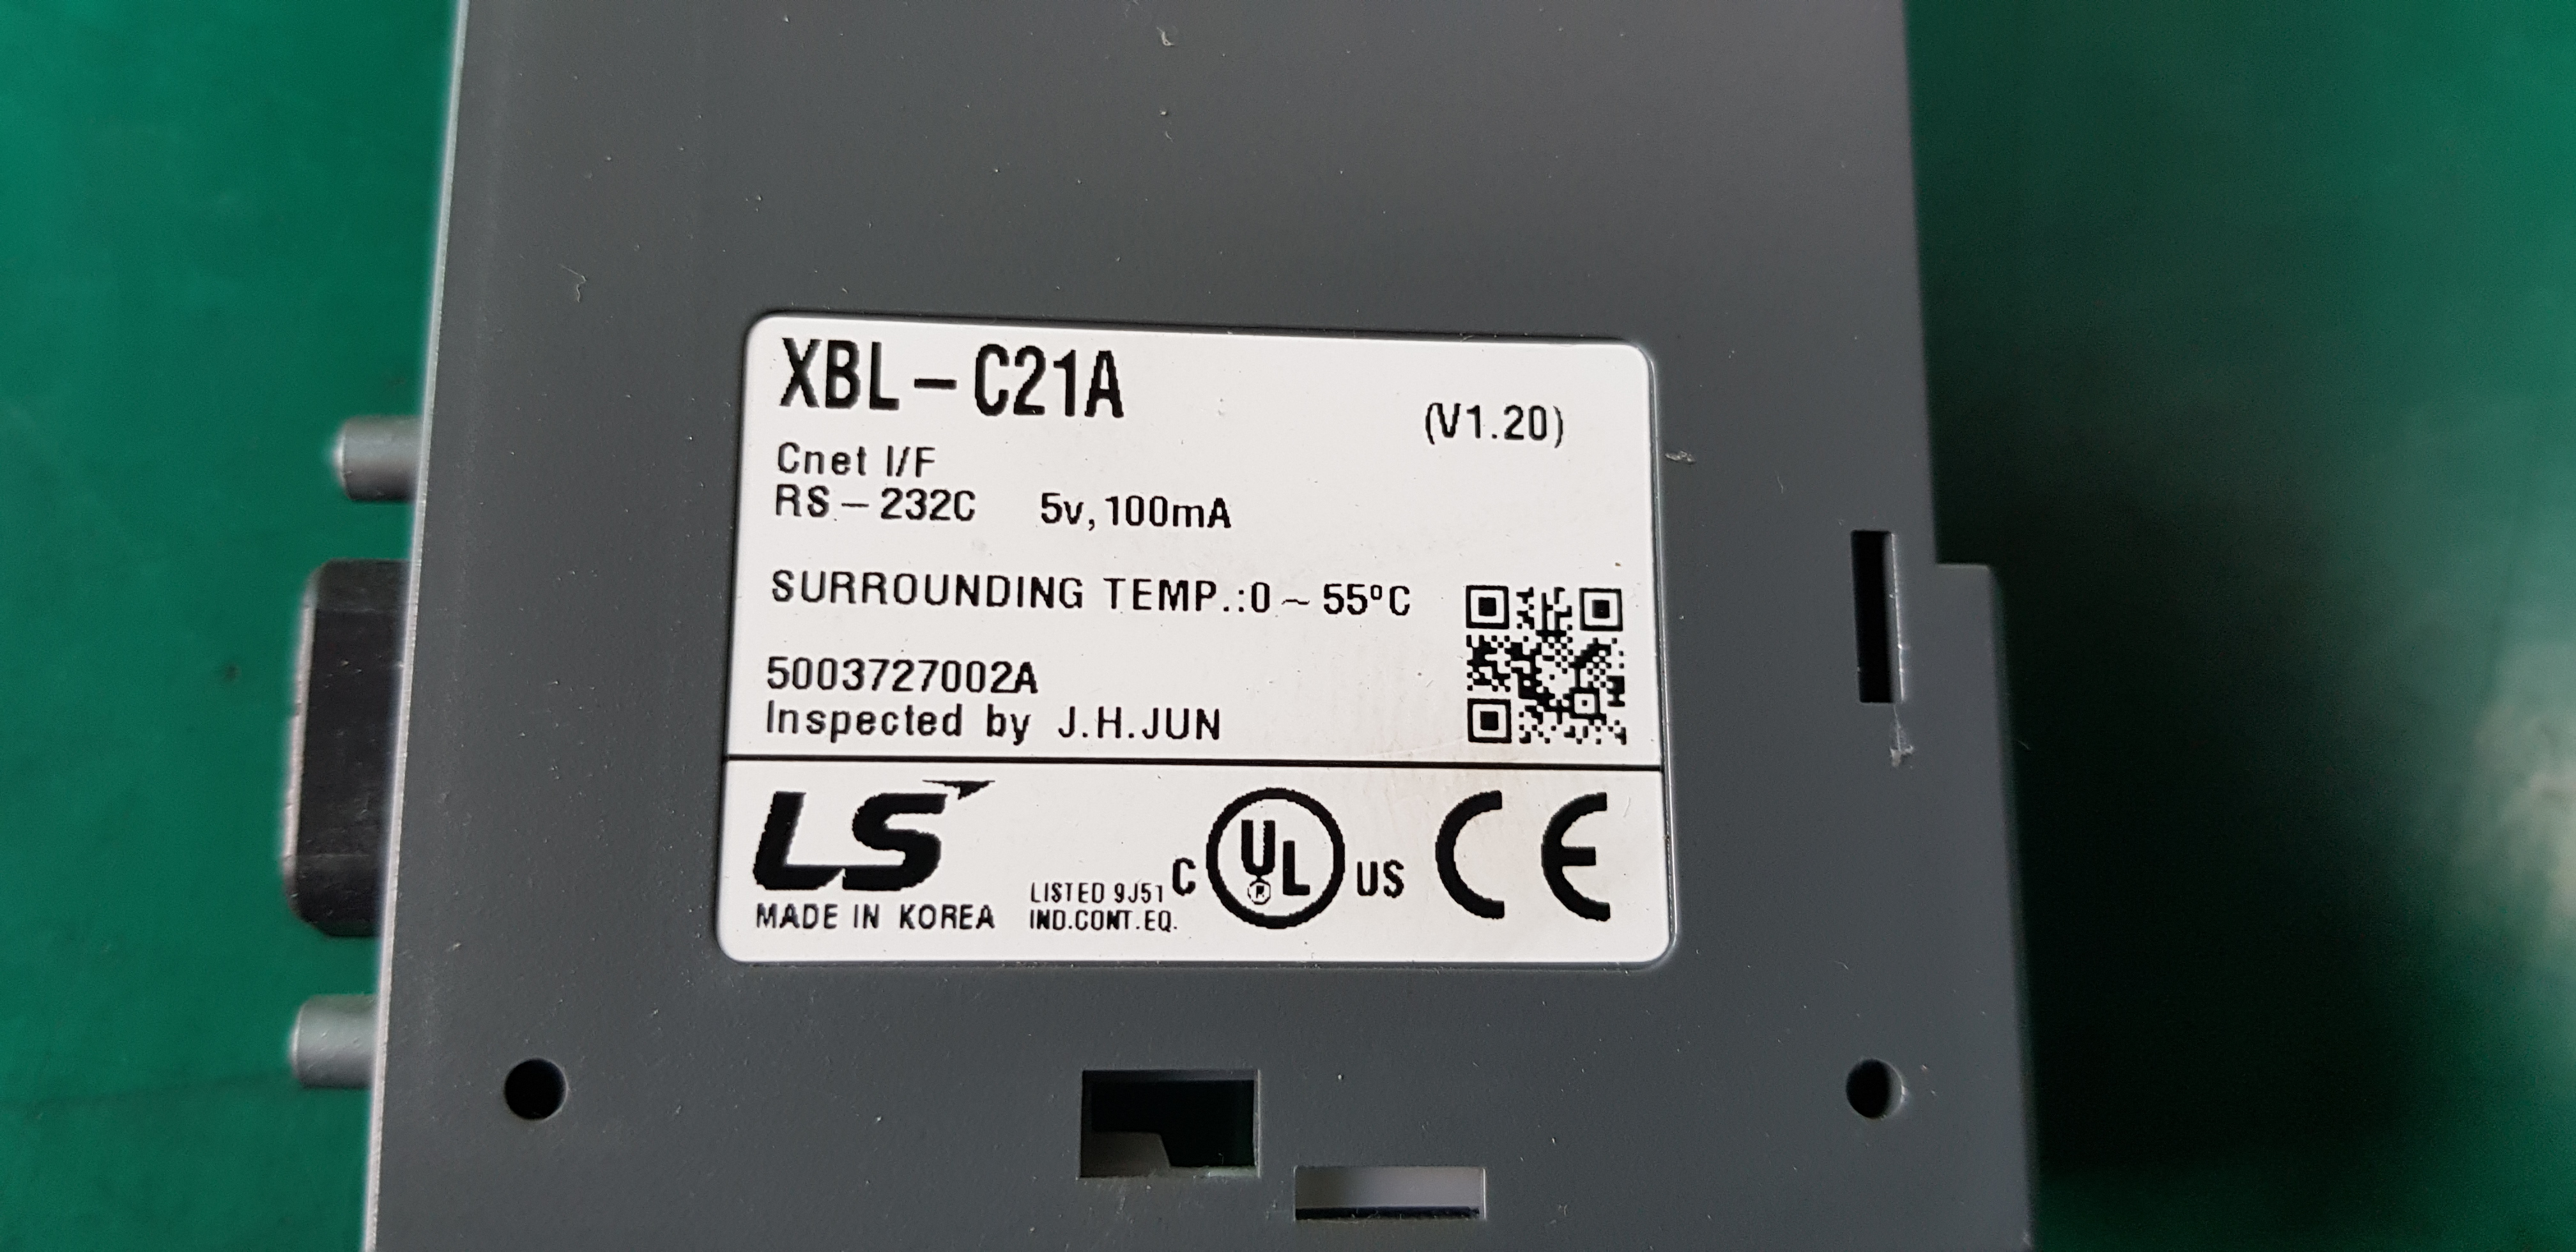 XBL-C21A
(V1.20)
Cnet I/F
RS-232C 5v,100mA
SURROUNDING TEMP.:0~55°C
5003727002A
Inspected by J.H.JUN
LS
MADE IN KOREA
LISTED 9J51
IND.CONT.EQ.
C UL US CE
®